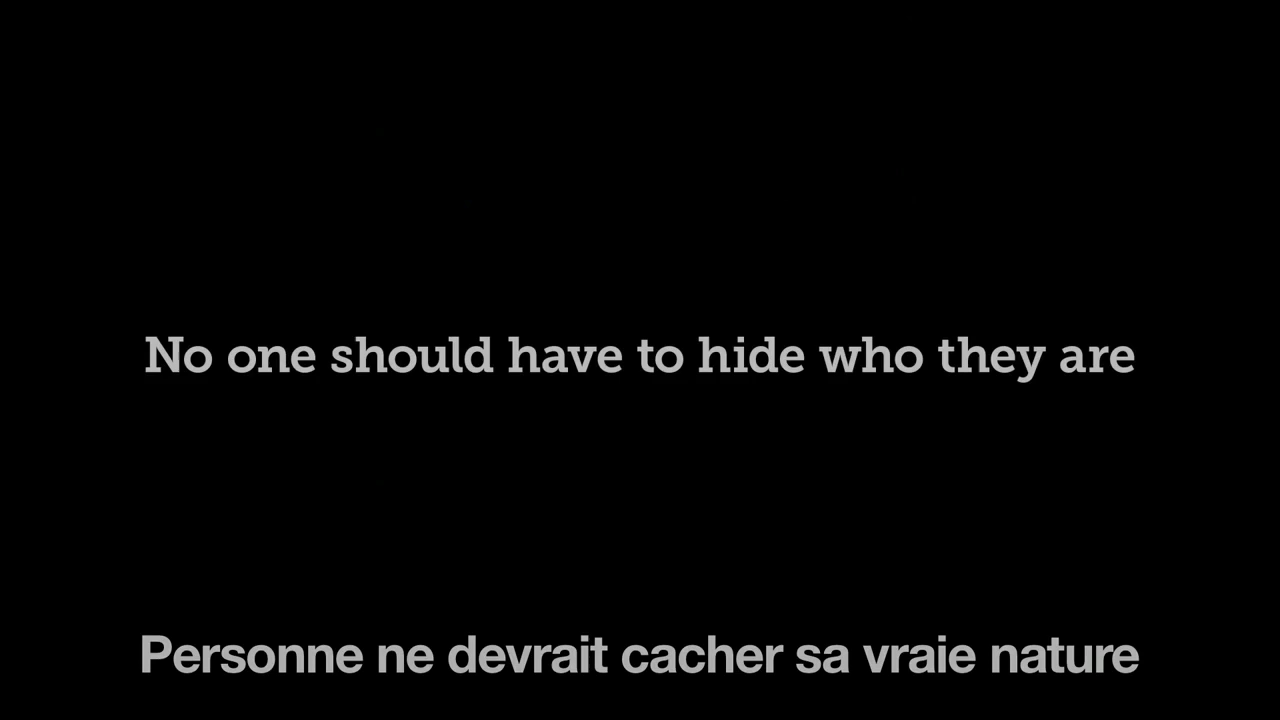 No one should have to hide who they are
Personne ne devrait cacher sa vraie nature